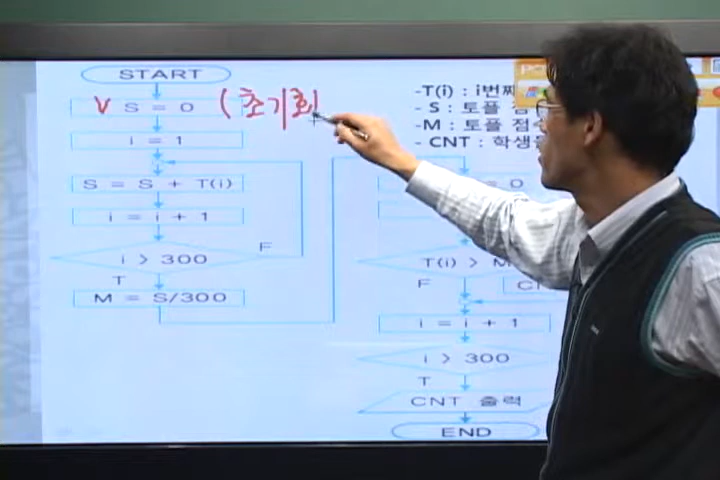 START
V S = 0 (초기화
i = 1
S = S + T(i)
i = i + 1
i > 300
F
T
M = S/300
-T(i) : i번째
-S : 토플 점
-M : 토플 점수
-CNT : 학생
= 0
T(i) > M
F
i = i + 1
i > 300
T
CNT 출력
END